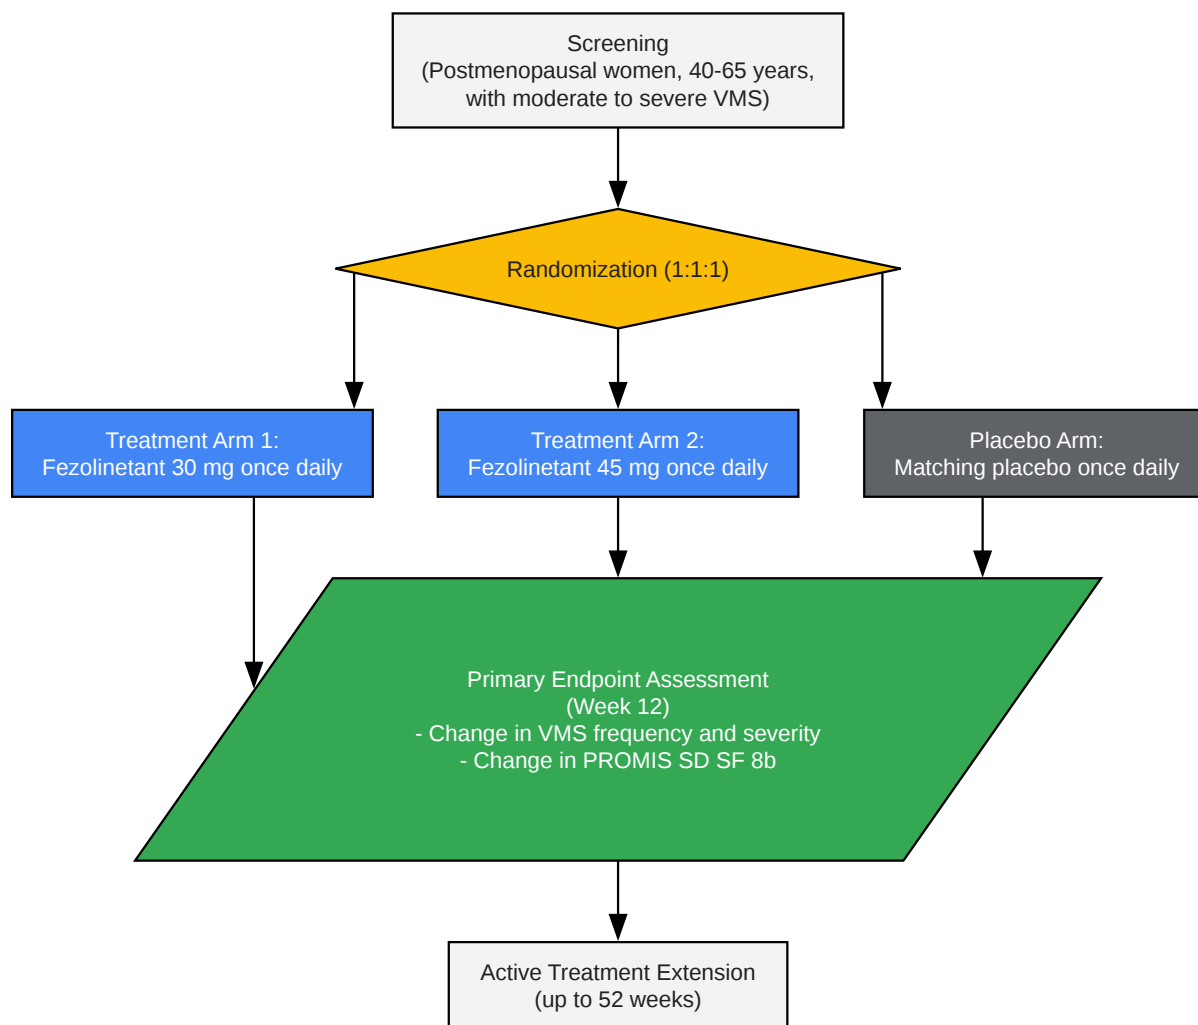 Screening
(Postmenopausal women, 40-65 years,
with moderate to severe VMS)
Randomization (1:1:1)
Treatment Arm 1:
Fezolinetant 30 mg once daily
Treatment Arm 2:
Fezolinetant 45 mg once daily
Placebo Arm:
Matching placebo once daily
Primary Endpoint Assessment
(Week 12)
- Change in VMS frequency and severity
- Change in PROMIS SD SF 8b
Active Treatment Extension
(up to 52 weeks)